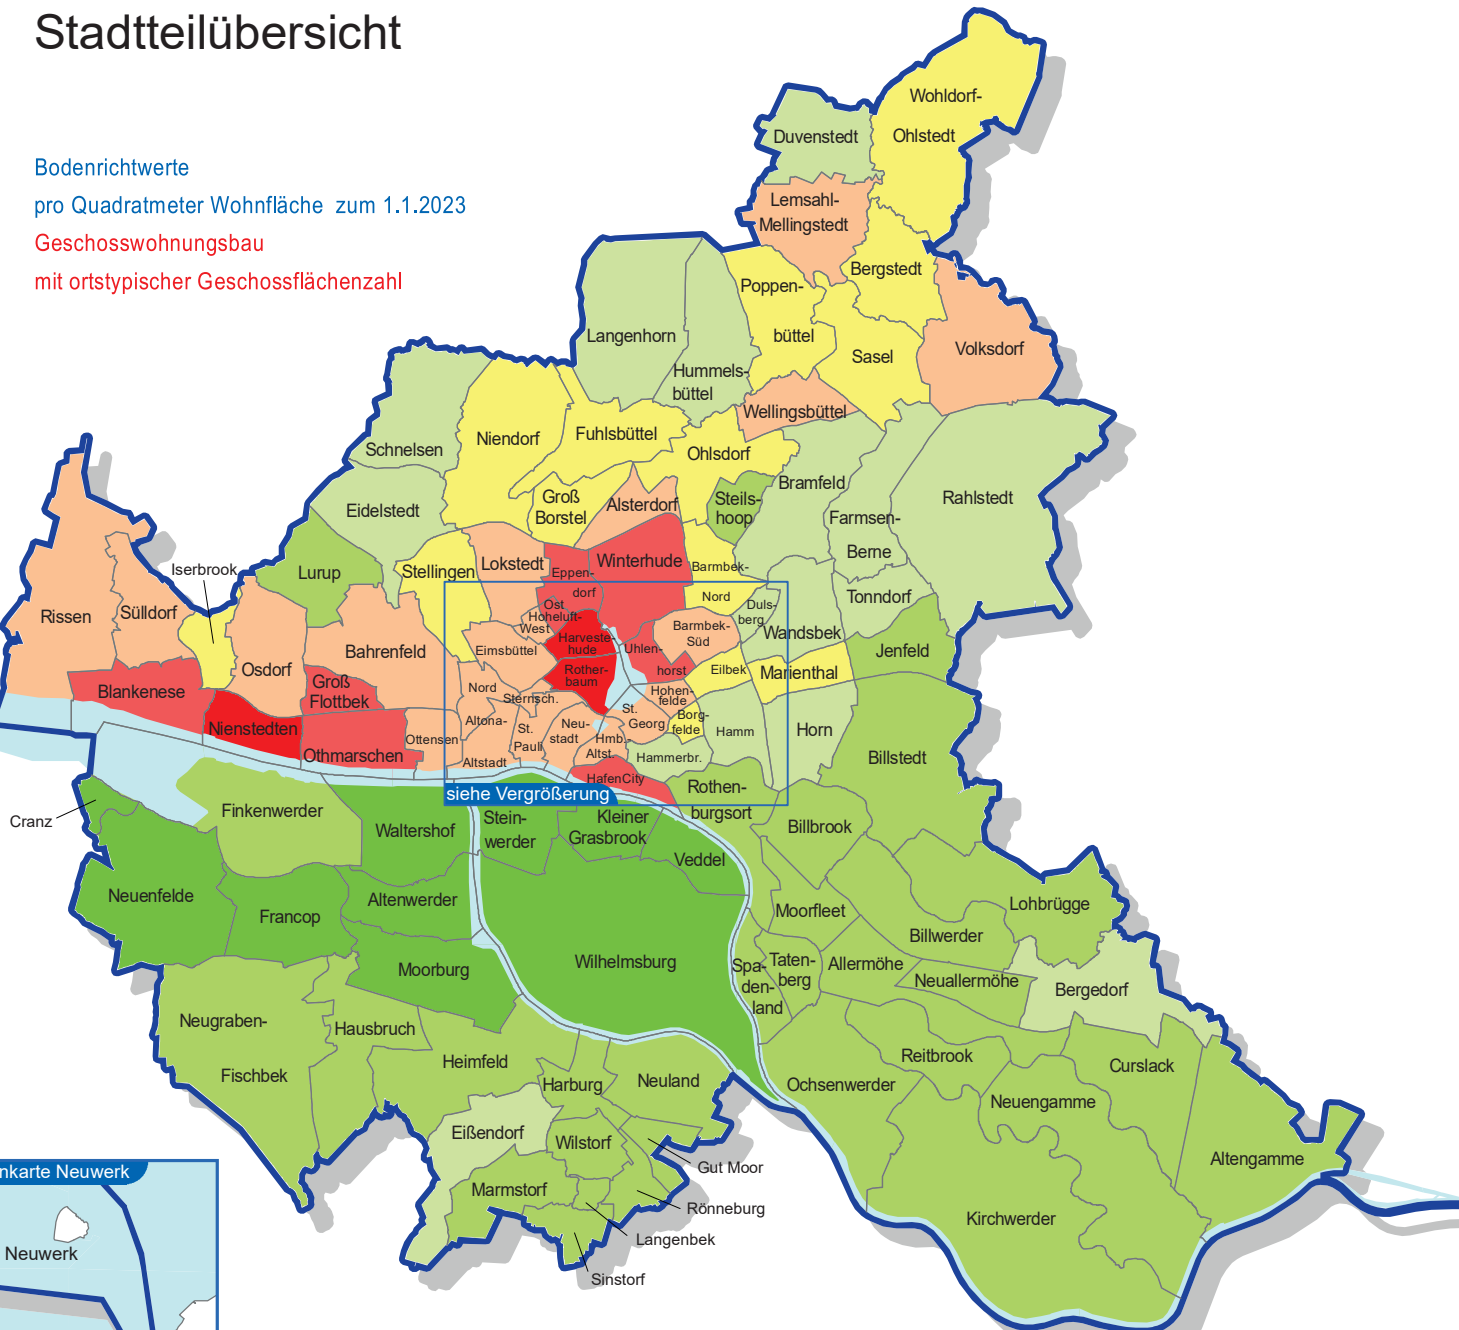 Stadtteilübersicht
Bodenrichtwerte
pro Quadratmeter Wohnfläche zum 1.1.2023
Geschosswohnungsbau
mit ortstypischer Geschossflächenzahl
Wohldorf-
Ohlstedt
Duvenstedt
Lemsahl-
Mellingstedt
Bergstedt
Poppen-
büttel
Sasel
Volksdorf
Langenhorn
Hummels-
büttel
Wellingsbüttel
Schnelsen
Niendorf
Fuhlsbüttel
Ohlsdorf
Bramfeld
Rahlstedt
Eidelstedt
Groß
Borstel
Alsterdorf
Steils-
hoop
Farmsen-
Berne
Iserbrook
Lurup
Stellingen
Lokstedt
Eppen-
dorf
Winterhude
Barmbek-
Nord
Tonndorf
Rissen
Sülldorf
Ost
Hoheluft-
West
Harveste-
hude
Uhlen-
horst
Barmbek-
Süd
Duls-
berg
Wandsbek
Jenfeld
Osdorf
Bahrenfeld
Eimsbüttel
Rother-
baum
Eilbek
Marienthal
Blankenese
Groß
Flottbek
Nord
Sternsch.
Hohen-
felde
Nienstedten
Othmarschen
Ottensen
Altona-
Altstadt
St.
Pauli
Neu-
stadt
Hmb.-
Altst.
St.
Georg
Borg-
felde
Hamm
Horn
Billstedt
Hammerbr.
HafenCity
siehe Vergrößerung
Rothen-
burgsort
Cranz
Finkenwerder
Waltershof
Stein-
werder
Kleiner
Grasbrook
Veddel
Billbrook
Neuenfelde
Francop
Altenwerder
Moorfleet
Lohbrügge
Billwerder
Moorburg
Wilhelmsburg
Spa-
den-
land
Taten-
berg
Allermöhe
Neuallermöhe
Bergedorf
Neugraben-
Fischbek
Hausbruch
Heimfeld
Harburg
Neuland
Ochsenwerder
Reitbrook
Curslack
Neuengamme
Eißendorf
Wilstorf
Gut Moor
Altengamme
Marmstorf
Rönneburg
Langenbek
Sinstorf
Kirchwerder
nkarte Neuwerk
Neuwerk